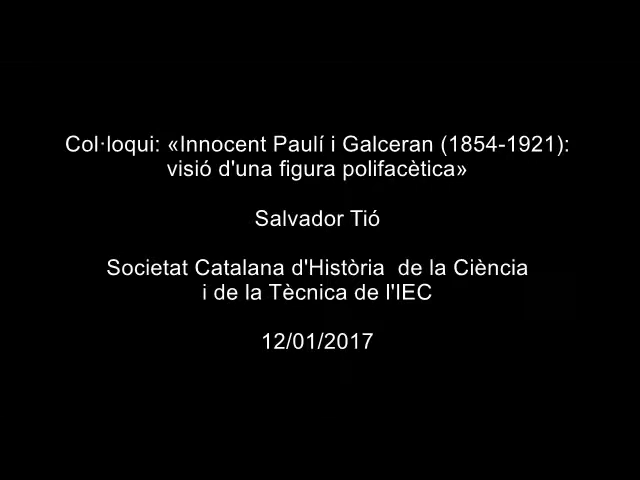 Col·loqui: «Innocent Paulí i Galceran (1854-1921):
visió d'una figura polifacètica»
Salvador Tió
Societat Catalana d'Història  de la Ciència
i de la Tècnica de l'IEC
12/01/2017